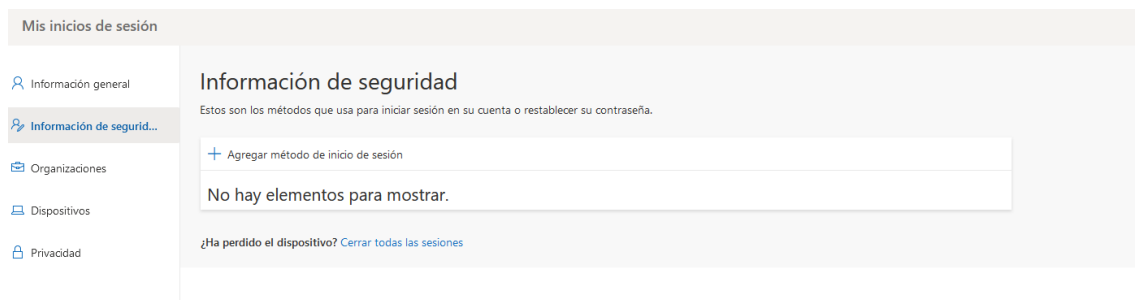 Mis inicios de sesión
Información general
Información de segurid...
Organizaciones
Dispositivos
Privacidad
Información de seguridad
Estos son los métodos que usa para iniciar sesión en su cuenta o restablecer su contraseña.
Agregar método de inicio de sesión
No hay elementos para mostrar.
¿Ha perdido el dispositivo? Cerrar todas las sesiones